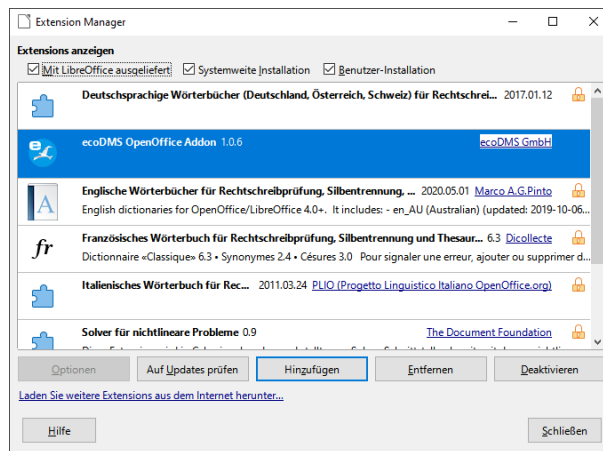 Extension Manager
Extensions anzeigen
Mit LibreOffice ausgeliefert Systemweite Installation Benutzer-Installation
Deutschsprachige Wörterbücher (Deutschland, Österreich, Schweiz) für Rechtschrei... 2017.01.12
ecoDMS OpenOffice Addon 1.0.6 ecoDMS GmbH
Englische Wörterbücher für Rechtschreibprüfung, Silbentrennung, ... 2020.05.01 Marco A.G.Pinto
English dictionaries for OpenOffice/LibreOffice 4.0+. It includes: - en_AU (Australian) (updated: 2019-10-06...
fr
Französisches Wörterbuch für Rechtschreibprüfung, Silbentrennung und Thesaur... 6.3 Dicollecte
Dictionnaire «Classique» 6.3 • Synonymes 2.4 • Césures 3.0 Pour signaler une erreur, ajouter ou supprimer d...
Italienisches Wörterbuch für Rec... 2011.03.24 PLIO (Progetto Linguistico Italiano OpenOffice.org)
Solver für nichtlineare Probleme 0.9 The Document Foundation
Optionen Auf Updates prüfen Hinzufügen Entfernen Deaktivieren
Laden Sie weitere Extensions aus dem Internet herunter...
Hilfe Schließen